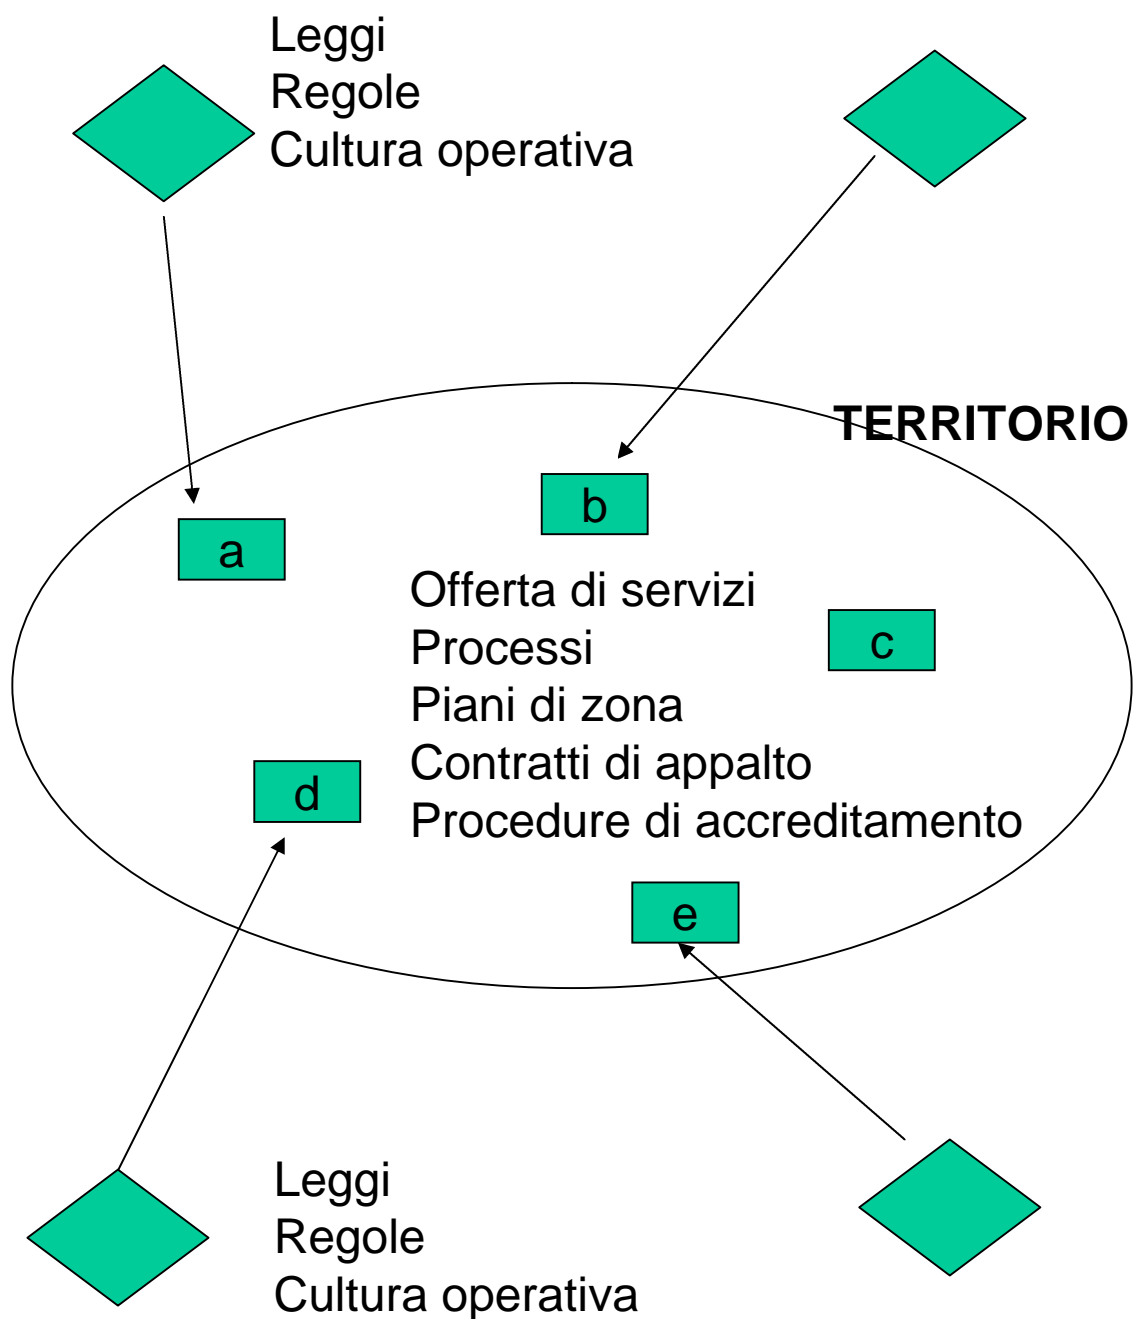 Leggi
Regole
Cultura operativa
TERRITORIO
b
a
Offerta di servizi
c
Processi
Piani di zona
Contratti di appalto
d
Procedure di accreditamento
e
Leggi
Regole
Cultura operativa